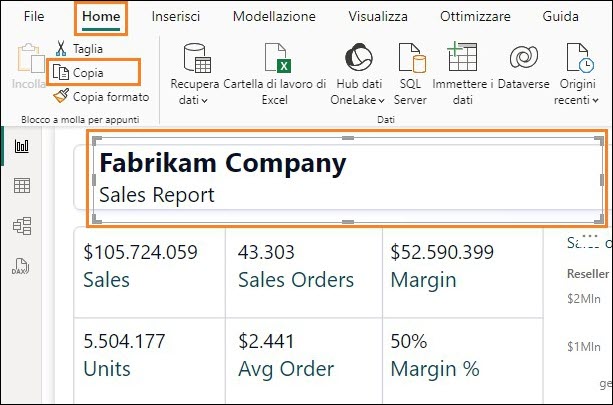 File Home Inserisci Modellazione Visualizza Ottimizzare Guida
Incolla
Taglia
Copia
Copia formato
Blocco a molla per appunti
Recupera dati
Cartella di lavoro di Excel
Hub dati OneLake
SQL Server
Immettere i dati
Dataverse
Origini recenti
Dati
DAX
Fabrikam Company
Sales Report
$105.724.059 43.303 $52.590.399
Sales Sales Orders Margin
5.504.177 $2.441 50%
Units Avg Order Margin %
Sales o
Reseller
$2Mln
$1Mln
ge